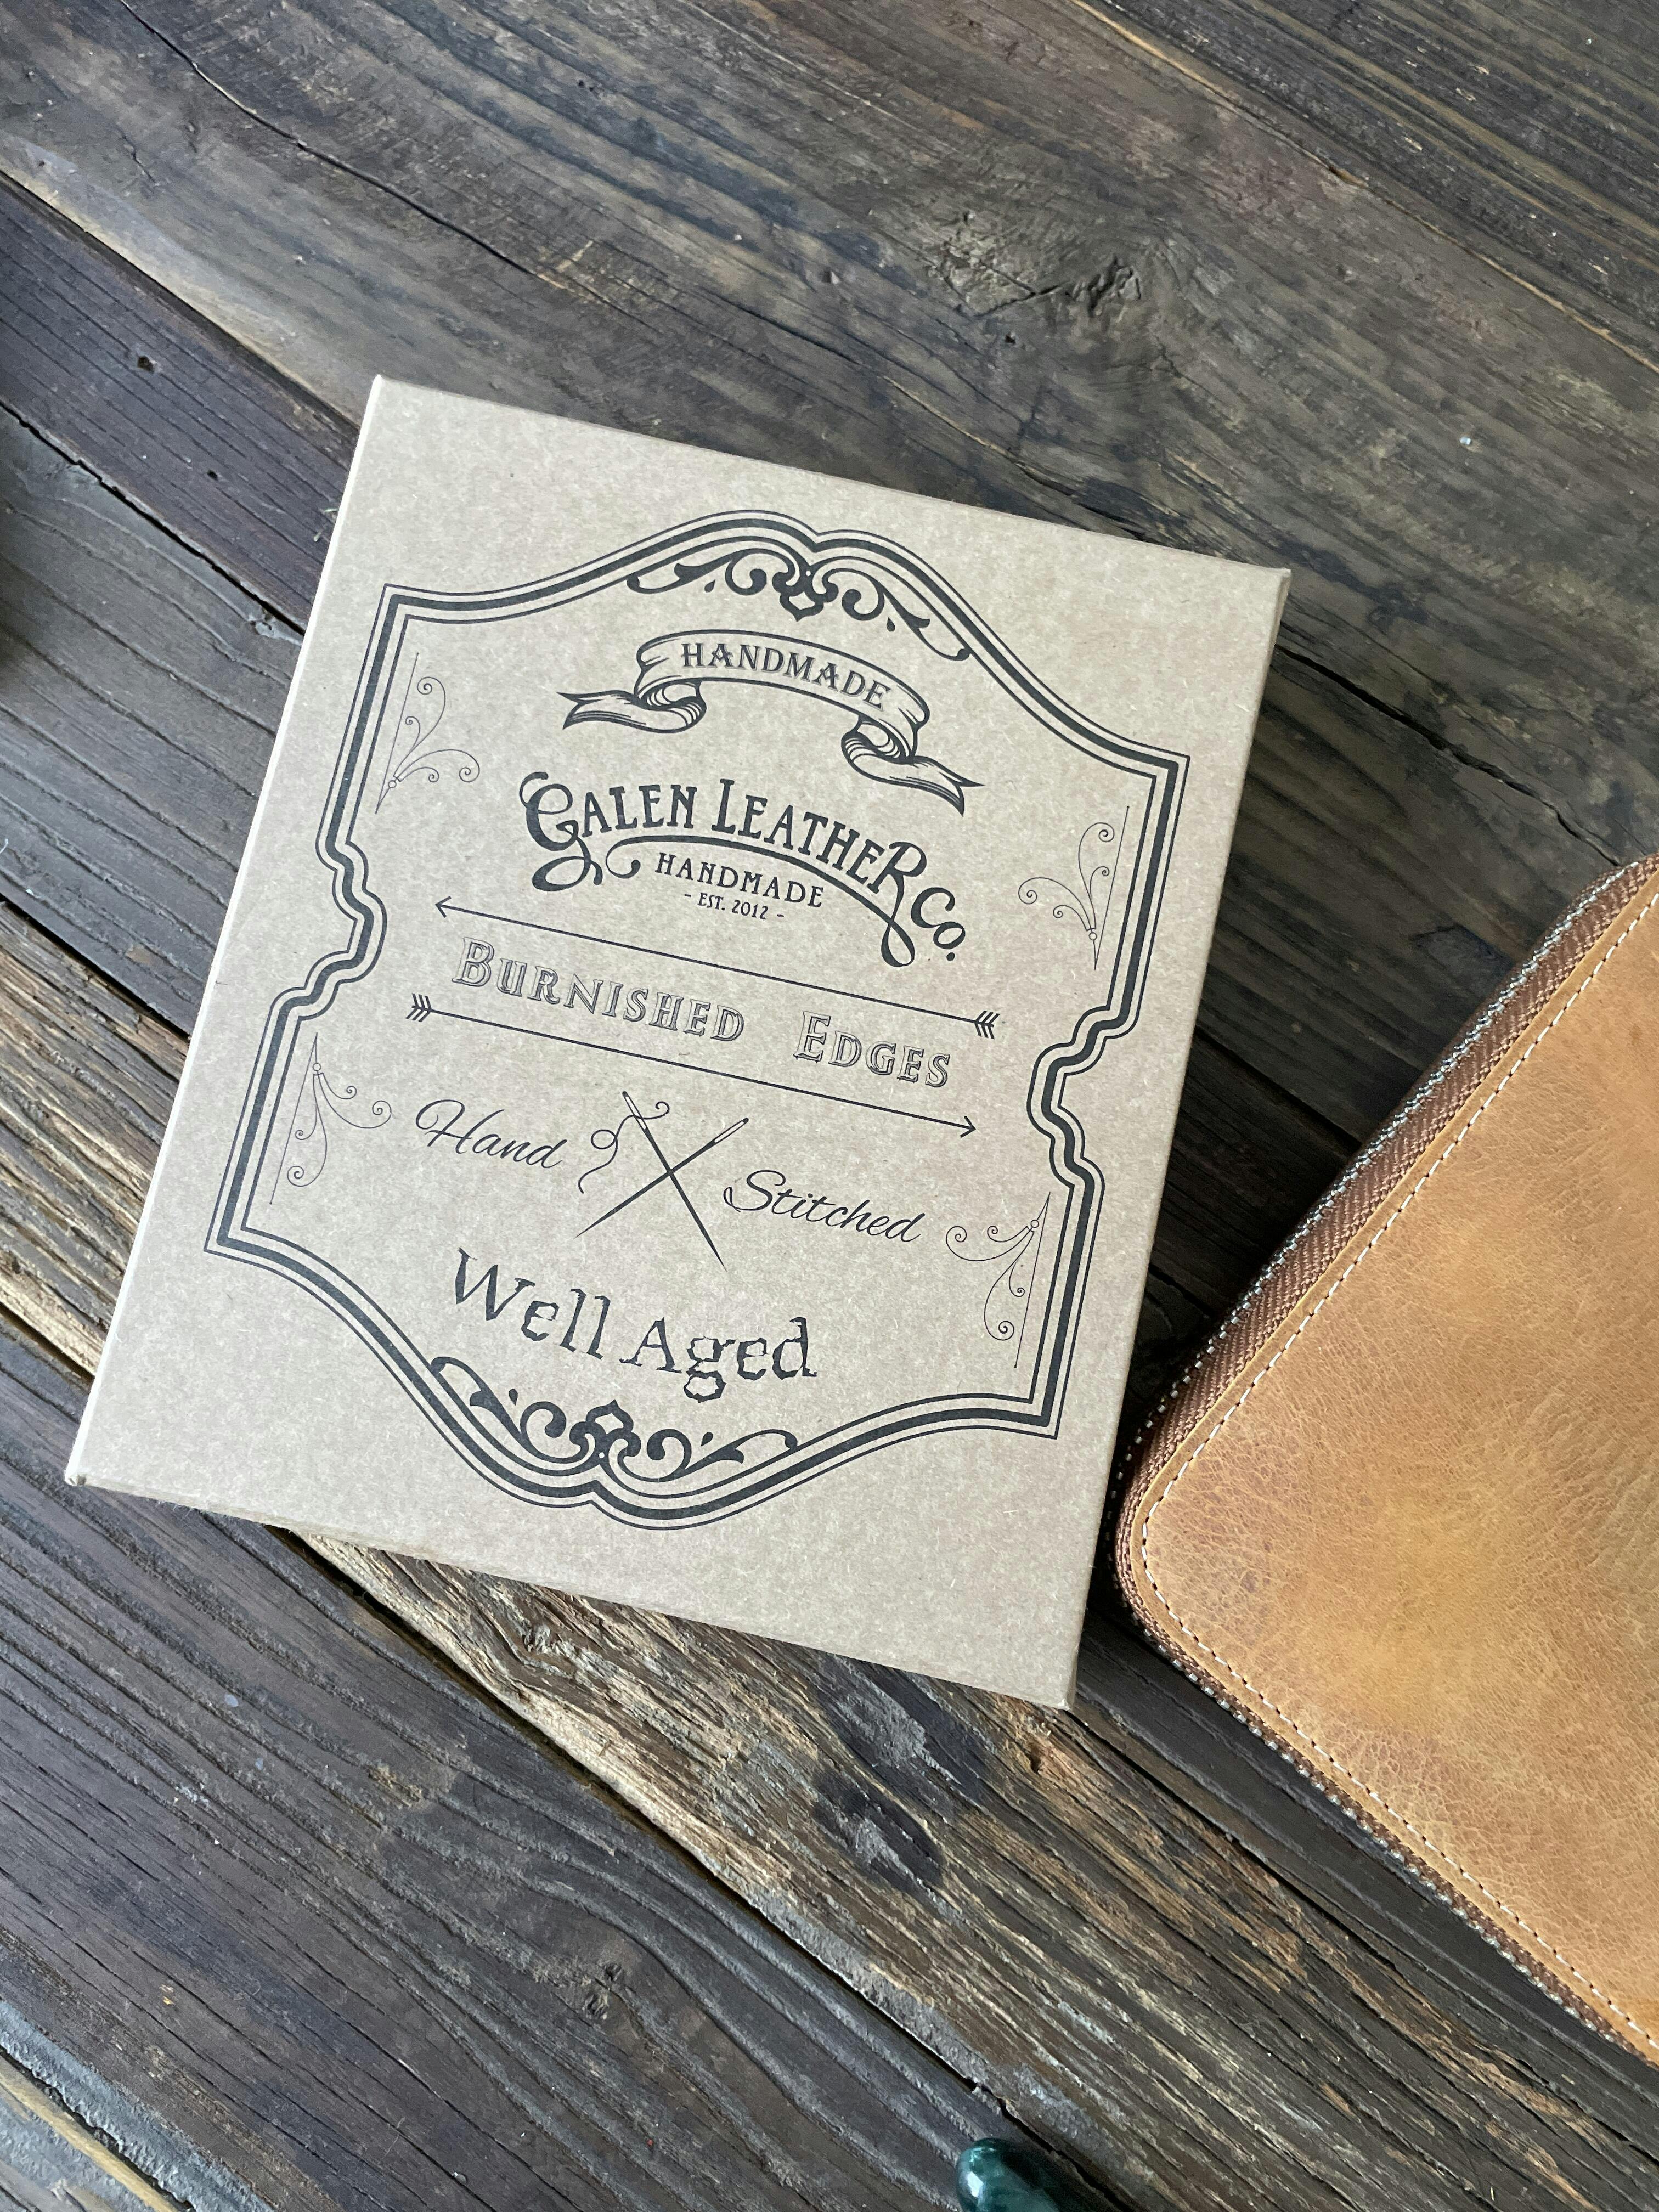 HANDMADE
GALEN LEATHER CO.
HANDMADE
- EST. 2012 -
BURNISHED EDGES
Hand Stitched
Well Aged